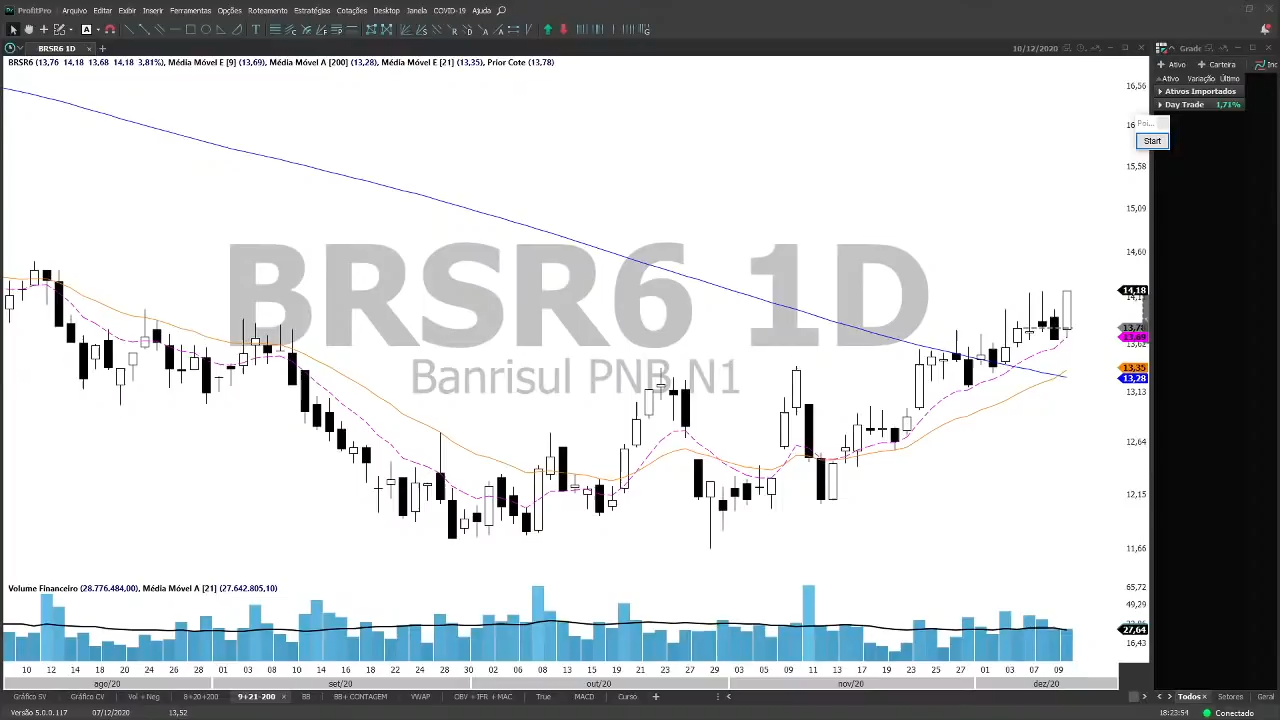 ProfitPro Arquivo Editar Exibir Inserir Ferramentas Opções Roteamento Estratégias Cotações Desktop Janela COVID-19 Ajuda
A T
BRSR6 1D 10/12/2020 Grade
BRSR6 (13,76 14,18 13,68 14,18 3,81%), Média Móvel E [9] (13,69), Média Móvel A [200] (13,28), Média Móvel E [21] (13,35), Prior Cote (13,78)
Ativo Carteira
Ativo Variação Último
Ativos Importados
Day Trade 1,71%
Poi...
Start
BRSR6 1D
Banrisul PNB N1
16,56
15,58
15,09
14,60
14,18
13,69
13,35
13,28
13,13
12,64
12,15
11,66
Volume Financeiro (28.776.484,00), Média Móvel A [21] (27.642.805,10)
65,72
49,29
27,64
16,43
10 12 14 18 20 24 26 28 01 03 08 10 14 16 18 22 24 28 30 02 06 08 13 15 19 21 23 27 29 03 05 09 11 13 17 19 23 25 27 01 03 07 09
ago/20 set/20 out/20 nov/20 dez/20
Gráfico SV Gráfico CV Vol + Neg 8+20+200 9+21-200 BB BB+ CONTAGEM VWAP OBV + IFR + MAC True MACD Curso Todos Setores Geral
Versão 5.0.0.117 07/12/2020 13,52 18:23:54 Conectado